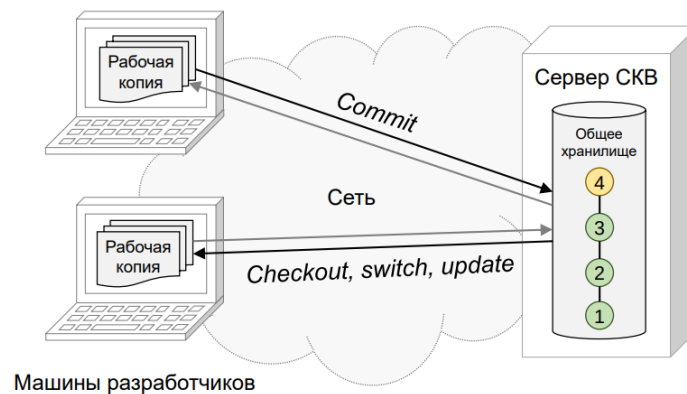 Рабочая
копия
Commit
Сервер СКВ
Общее
хранилище
4
3
2
1
Сеть
Рабочая
копия
Checkout, switch, update
Машины разработчиков